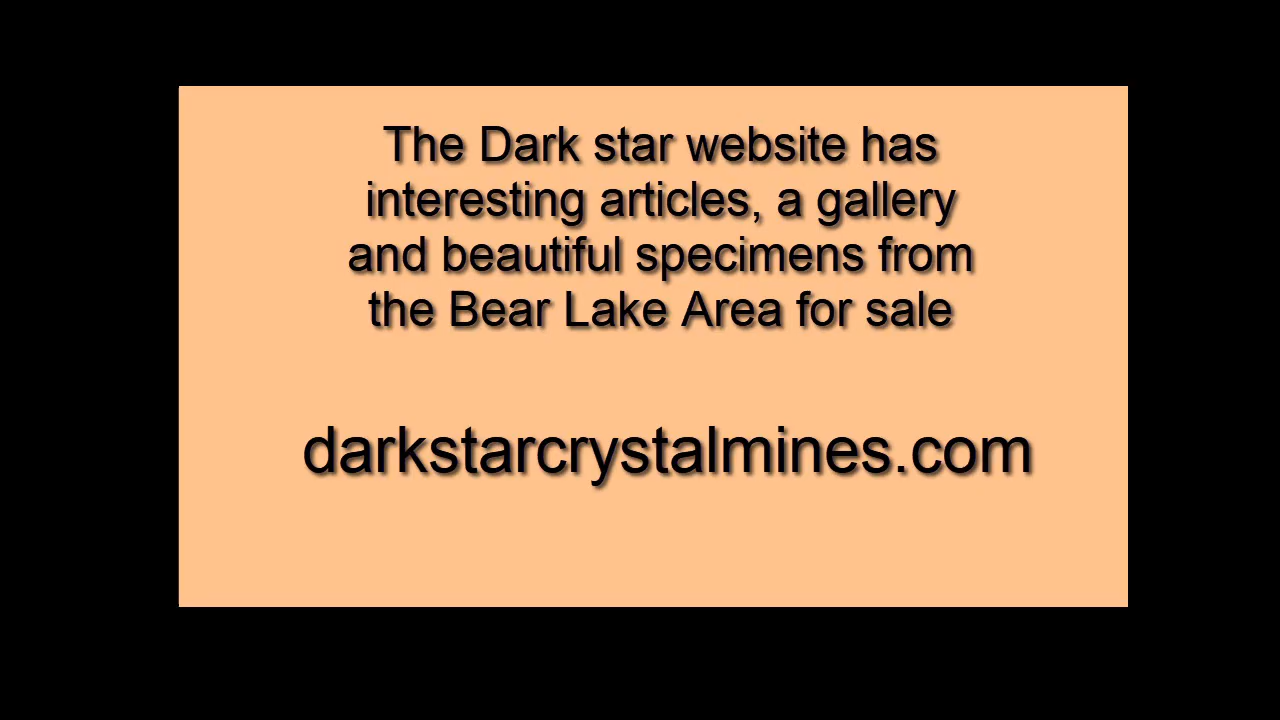 The Dark star website has
interesting articles, a gallery
and beautiful specimens from
the Bear Lake Area for sale
darkstarcrystalmines.com